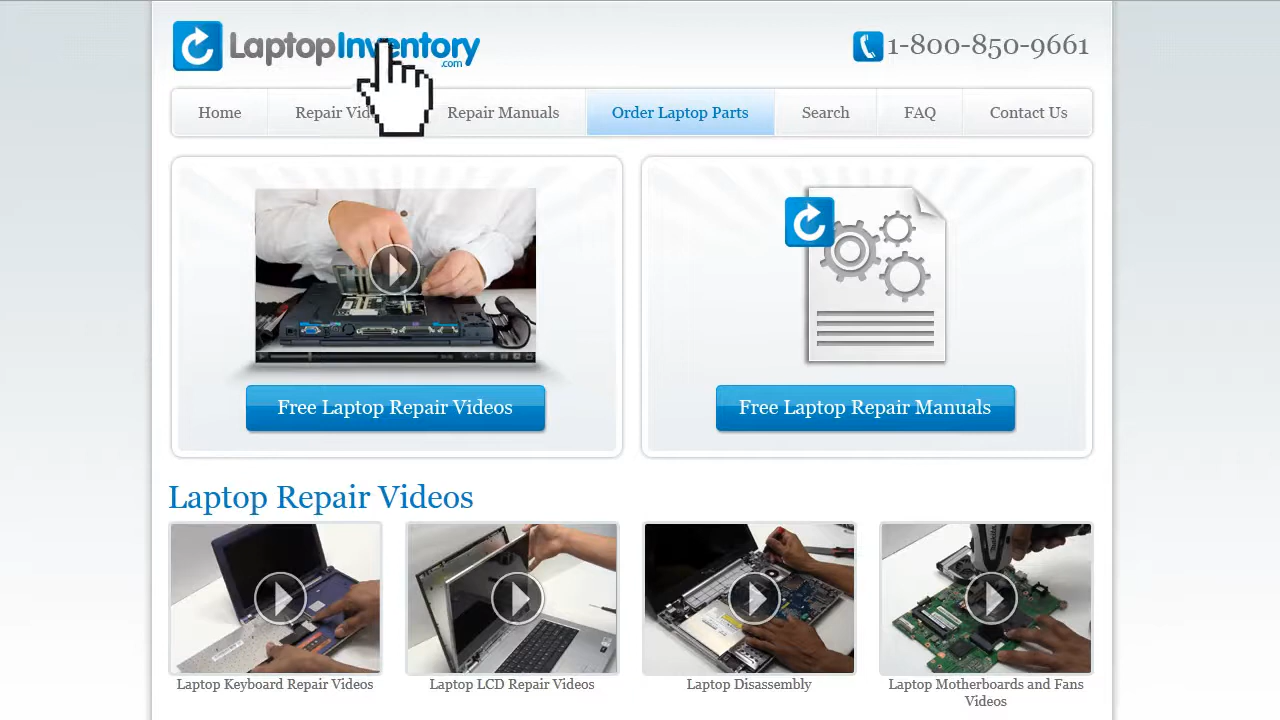 LaptopInventory
.com
1-800-850-9661
Home
Repair Vid
Repair Manuals
Order Laptop Parts
Search
FAQ
Contact Us
Free Laptop Repair Videos
Free Laptop Repair Manuals
Laptop Repair Videos
Laptop Keyboard Repair Videos
Laptop LCD Repair Videos
Laptop Disassembly
Laptop Motherboards and Fans
Videos